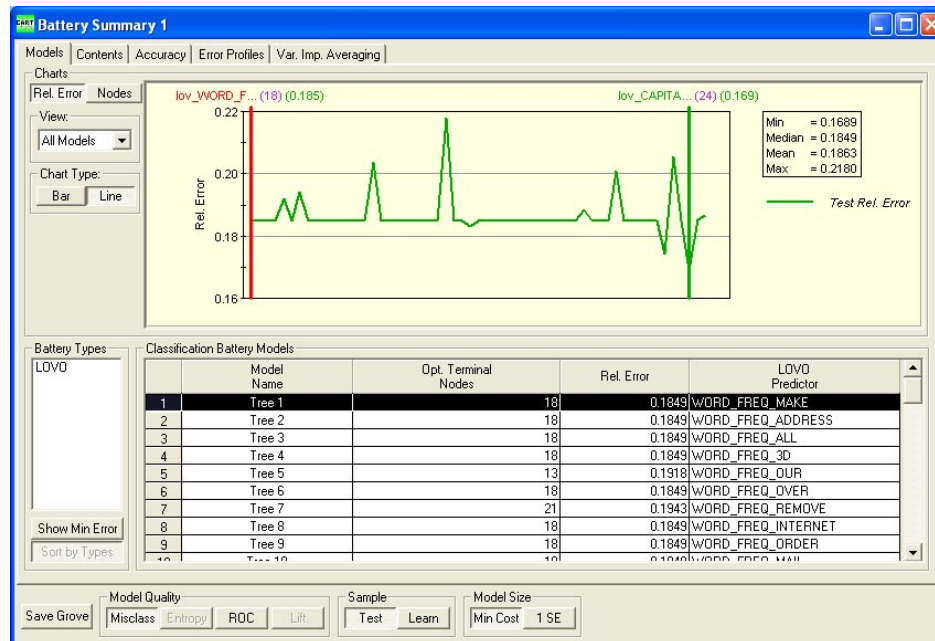 CART Battery Summary 1
Models Contents Accuracy Error Profiles Var. Imp. Averaging
Charts
Rel. Error Nodes
View:
All Models
Chart Type:
Bar Line
lov_WORD_F... (18) (0.185) lov_CAPITA... (24) (0.169)
0.22
0.20
0.18
0.16
Rel. Error
Min = 0.1689
Median = 0.1849
Mean = 0.1863
Max = 0.2180
Test Rel. Error
Battery Types
LOVO
Show Min Error
Sort by Types
Classification Battery Models
Model Name Opt. Terminal Nodes Rel. Error LOVO Predictor
1 Tree 1 18 0.1849 WORD_FREQ_MAKE
2 Tree 2 18 0.1849 WORD_FREQ_ADDRESS
3 Tree 3 18 0.1849 WORD_FREQ_ALL
4 Tree 4 18 0.1849 WORD_FREQ_3D
5 Tree 5 13 0.1918 WORD_FREQ_OUR
6 Tree 6 18 0.1849 WORD_FREQ_OVER
7 Tree 7 21 0.1943 WORD_FREQ_REMOVE
8 Tree 8 18 0.1849 WORD_FREQ_INTERNET
9 Tree 9 18 0.1849 WORD_FREQ_ORDER
Save Grove
Model Quality
Misclass Entropy ROC Lift
Sample
Test Learn
Model Size
Min Cost 1 SE